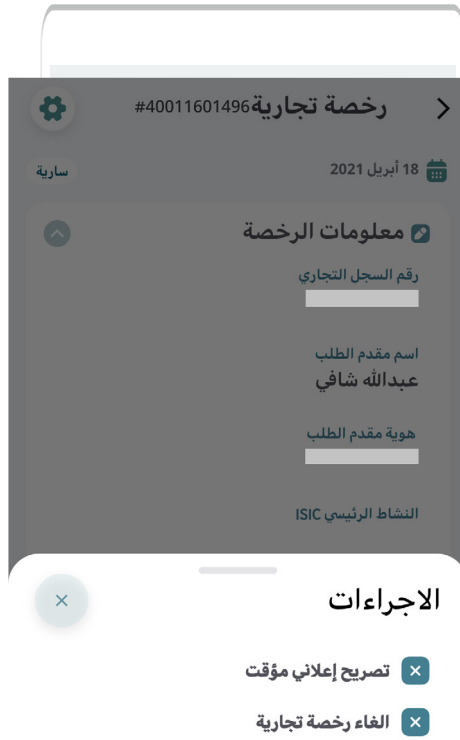 رخصة تجارية #40011601496
18 أبريل 2021
سارية
معلومات الرخصة
رقم السجل التجاري
اسم مقدم الطلب
عبدالله شافي
هوية مقدم الطلب
النشاط الرئيسي ISIC
الاجراءات
تصريح إعلاني مؤقت
الغاء رخصة تجارية